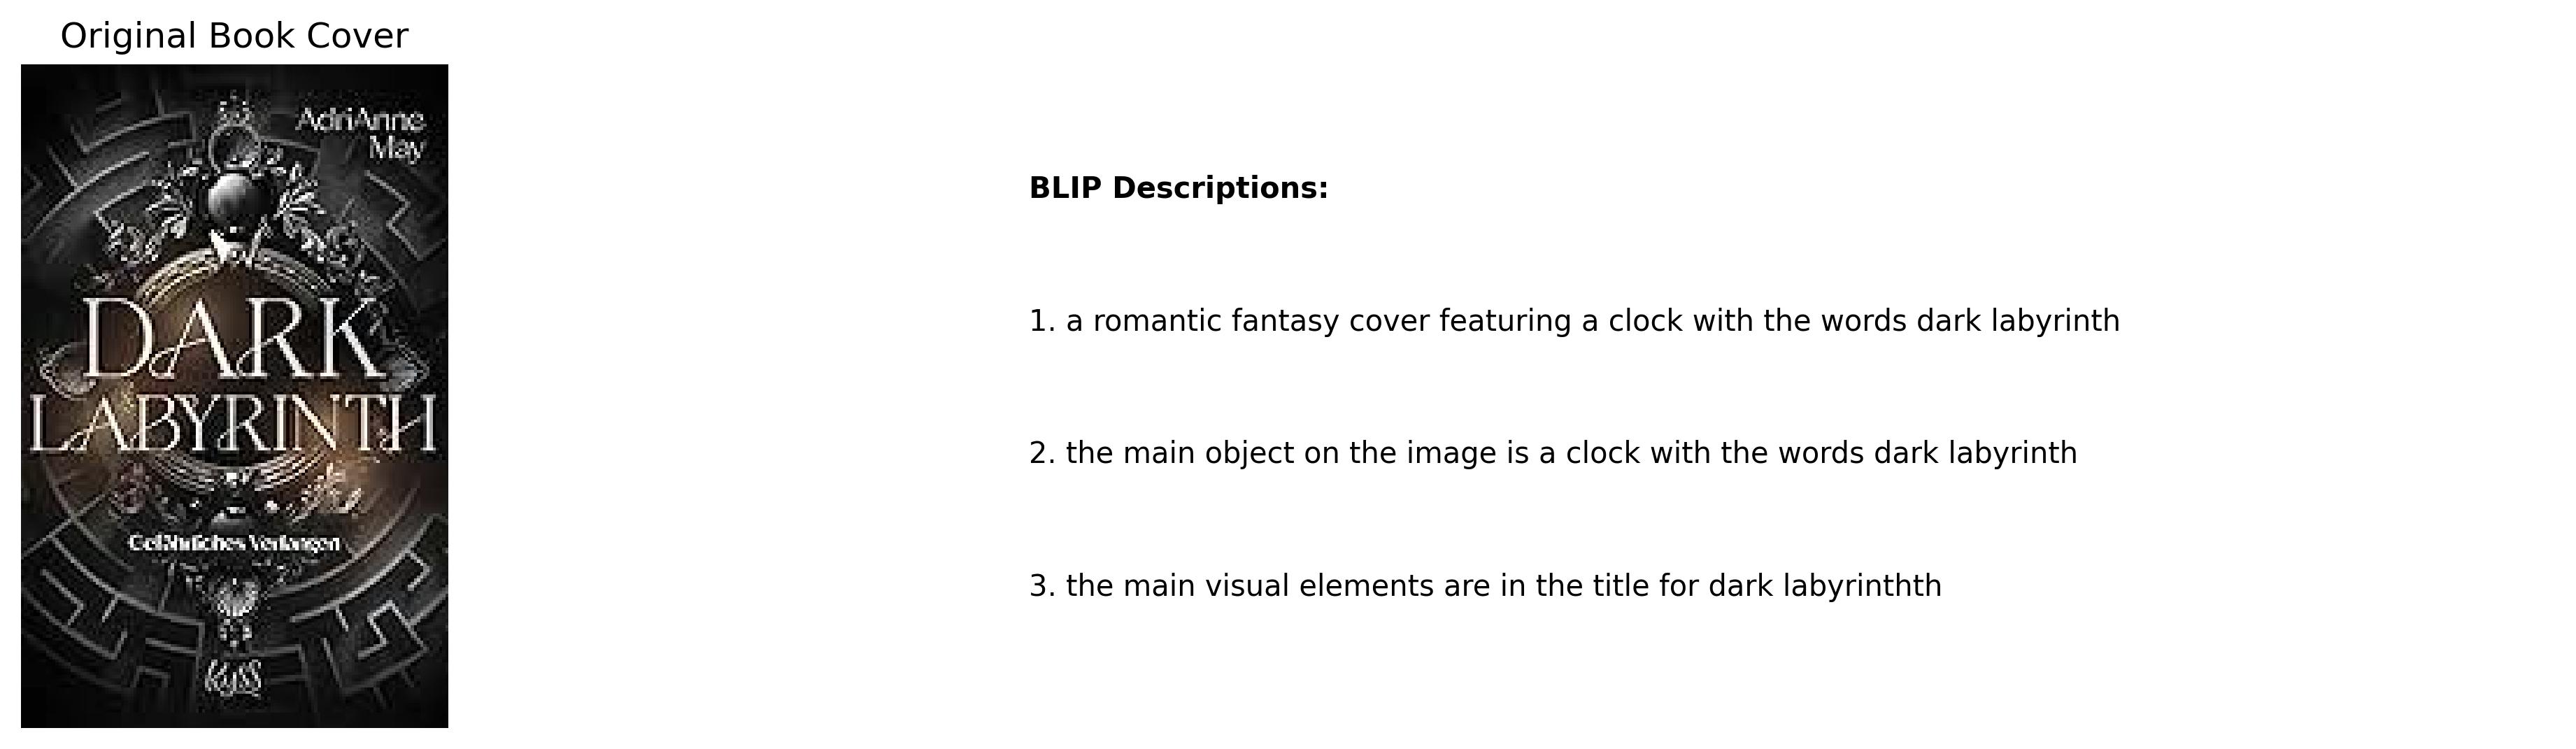 Original Book Cover
AdriAnne
May
DARK
LABYRINTH
Gefährliches Verlangen
kyss
BLIP Descriptions:
1. a romantic fantasy cover featuring a clock with the words dark labyrinth
2. the main object on the image is a clock with the words dark labyrinth
3. the main visual elements are in the title for dark labyrinthth